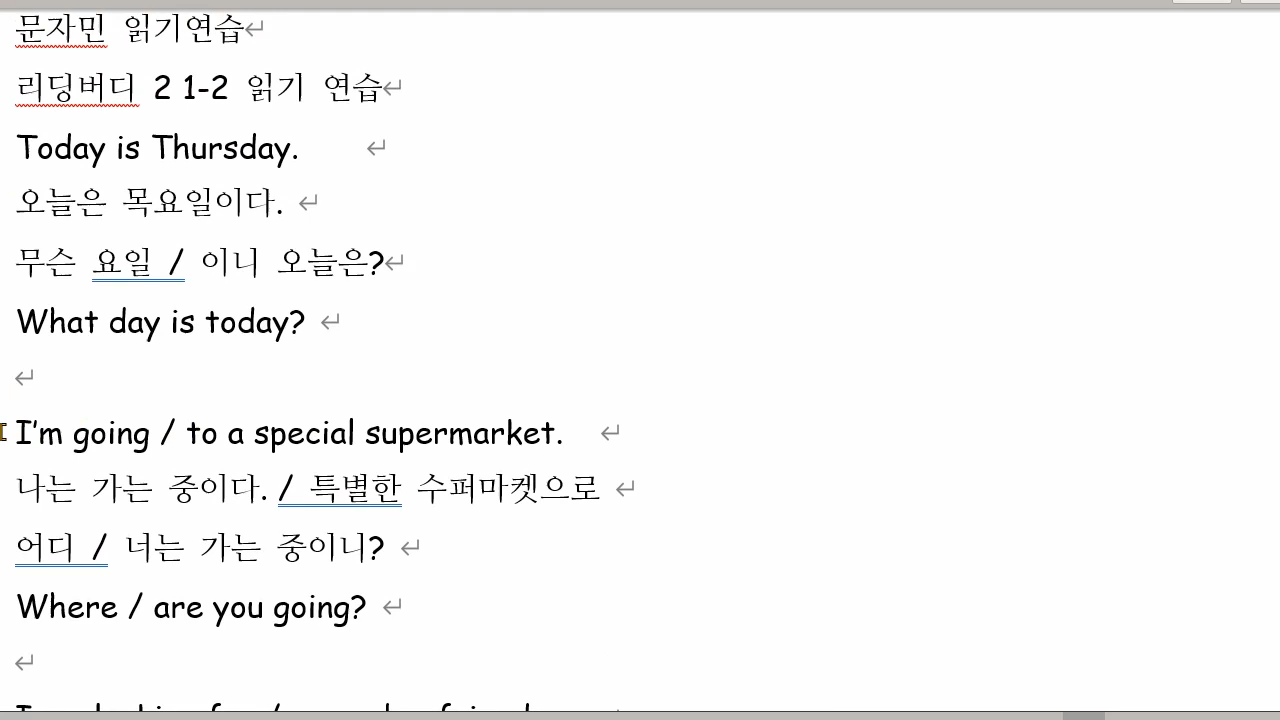 문자민 읽기연습
리딩버디 2 1-2 읽기 연습
Today is Thursday.
오늘은 목요일이다.
무슨 요일 / 이니 오늘은?
What day is today?
I'm going / to a special supermarket.
나는 가는 중이다. / 특별한 수퍼마켓으로
어디 / 너는 가는 중이니?
Where / are you going?